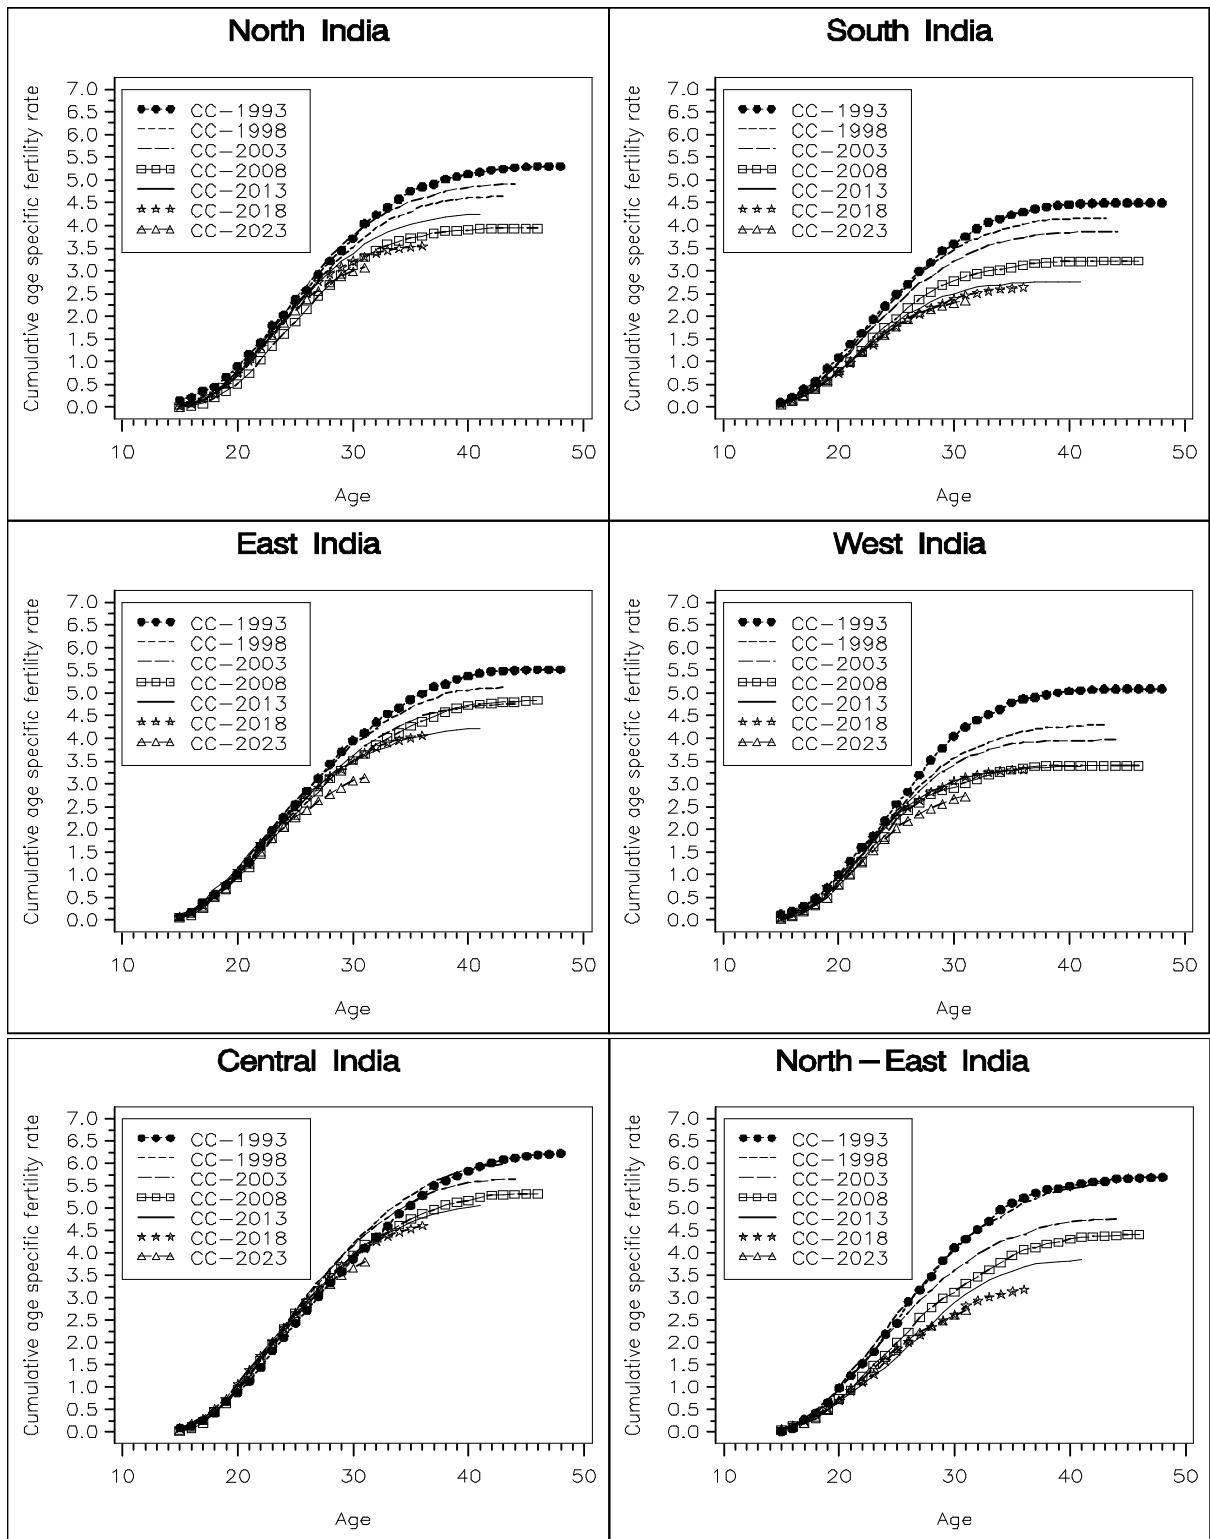 North India
Cumulative age specific fertility rate
7.0
6.5
6.0
5.5
5.0
4.5
4.0
3.5
3.0
2.5
2.0
1.5
1.0
0.5
0.0
CC-1993
CC-1998
CC-2003
CC-2008
CC-2013
CC-2018
CC-2023
10 20 30 40 50
Age
South India
Cumulative age specific fertility rate
7.0
6.5
6.0
5.5
5.0
4.5
4.0
3.5
3.0
2.5
2.0
1.5
1.0
0.5
0.0
CC-1993
CC-1998
CC-2003
CC-2008
CC-2013
CC-2018
CC-2023
10 20 30 40 50
Age
East India
Cumulative age specific fertility rate
7.0
6.5
6.0
5.5
5.0
4.5
4.0
3.5
3.0
2.5
2.0
1.5
1.0
0.5
0.0
CC-1993
CC-1998
CC-2003
CC-2008
CC-2013
CC-2018
CC-2023
10 20 30 40 50
Age
West India
Cumulative age specific fertility rate
7.0
6.5
6.0
5.5
5.0
4.5
4.0
3.5
3.0
2.5
2.0
1.5
1.0
0.5
0.0
CC-1993
CC-1998
CC-2003
CC-2008
CC-2013
CC-2018
CC-2023
10 20 30 40 50
Age
Central India
Cumulative age specific fertility rate
7.0
6.5
6.0
5.5
5.0
4.5
4.0
3.5
3.0
2.5
2.0
1.5
1.0
0.5
0.0
CC-1993
CC-1998
CC-2003
CC-2008
CC-2013
CC-2018
CC-2023
10 20 30 40 50
Age
North-East India
Cumulative age specific fertility rate
7.0
6.5
6.0
5.5
5.0
4.5
4.0
3.5
3.0
2.5
2.0
1.5
1.0
0.5
0.0
CC-1993
CC-1998
CC-2003
CC-2008
CC-2013
CC-2018
CC-2023
10 20 30 40 50
Age